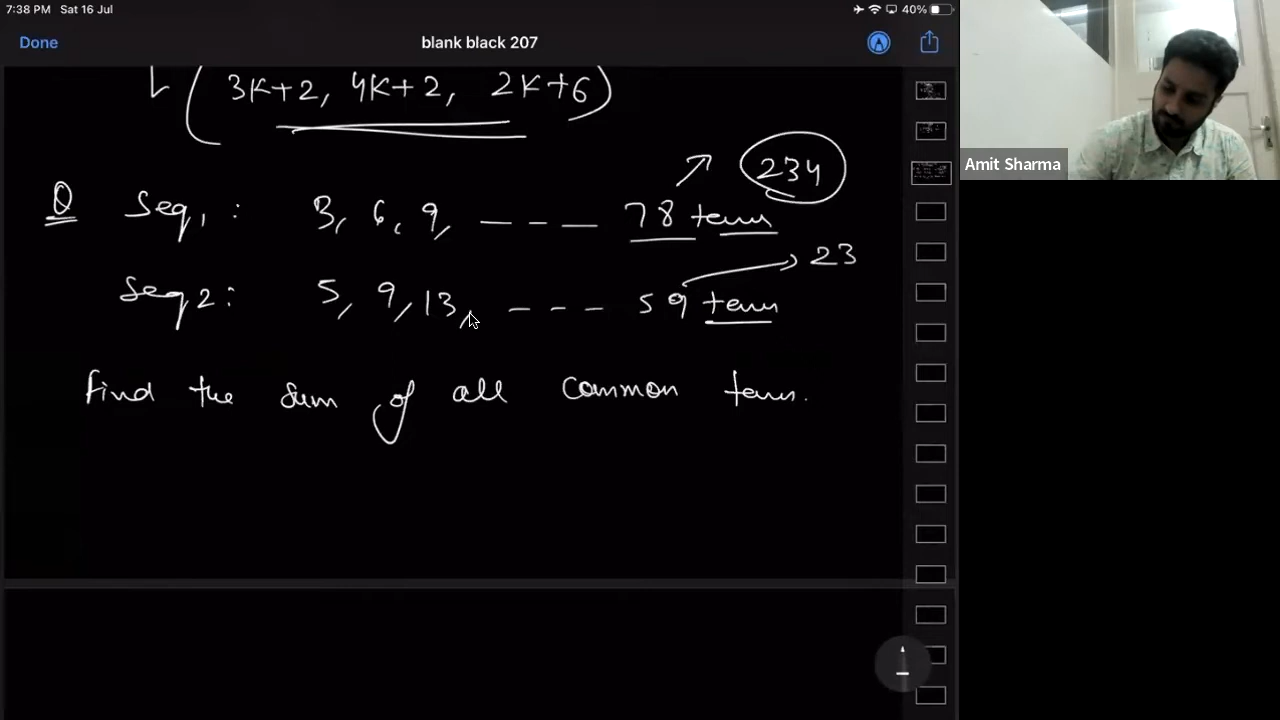 7:38 PM Sat 16 Jul
40%
Done
blank black 207
(3K+2, 4K+2, 2K+6)
Amit Sharma
234
Q Seq1: 3, 6, 9, – – – 78 term
23
Seq2: 5, 9, 13, – – – 59 term
Find the sum of all common term.